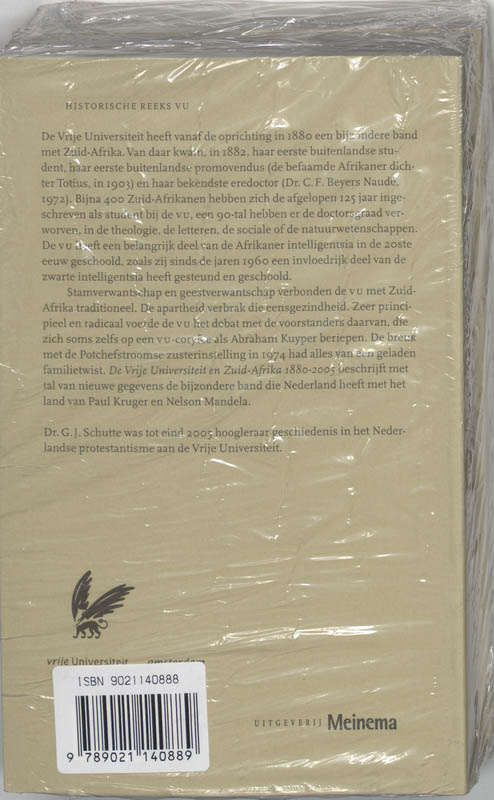 HISTORISCHE REEKS VU
De Vrije Universiteit heeft vanaf de oprichting in 1880 een bijzondere band
met Zuid-Afrika. Van daar kwam, in 1882, haar eerste buitenlandse stu-
dent, haar eerste buitenlandse promovendus (de befaamde Afrikaner dich-
ter Totius, in 1903) en haar bekendste eredoctor (Dr. C.F. Beyers Naude,
1972). Bijna 400 Zuid-Afrikanen hebben zich de afgelopen 125 jaar inge-
schreven als student bij de VU, een 90-tal hebben er de doctorsgraad ver-
worven, in de theologie, de letteren, de sociale of de natuurwetenschappen.
De VU heeft een belangrijk deel van de Afrikaner intelligentsia in de 20ste
eeuw geschoold, zoals zij sinds de jaren 1960 een invloedrijk deel van de
zwarte intelligentsia heeft gesteund en geschoold.
Stamverwantschap en geestverwantschap verbonden de VU met Zuid-
Afrika traditioneel. De apartheid verbrak die eensgezindheid. Zeer princi-
pieel en radicaal voerde de VU het debat met de voorstanders daarvan, die
zich soms zelfs op een VU-coryfee als Abraham Kuyper beriepen. De breuk
met de Potchefstroomse zusterinstelling in 1974 had alles van een geladen
familietwist. De Vrije Universiteit en Zuid-Afrika 1880-2005 beschrijft met
tal van nieuwe gegevens de bijzondere band die Nederland heeft met het
land van Paul Kruger en Nelson Mandela.
Dr. G.J. Schutte was tot eind 2005 hoogleraar geschiedenis in het Neder-
landse protestantisme aan de Vrije Universiteit.
vrije Universiteit amsterdam
ISBN 9021140888
9 789021 140889
UITGEVERIJ Meinema